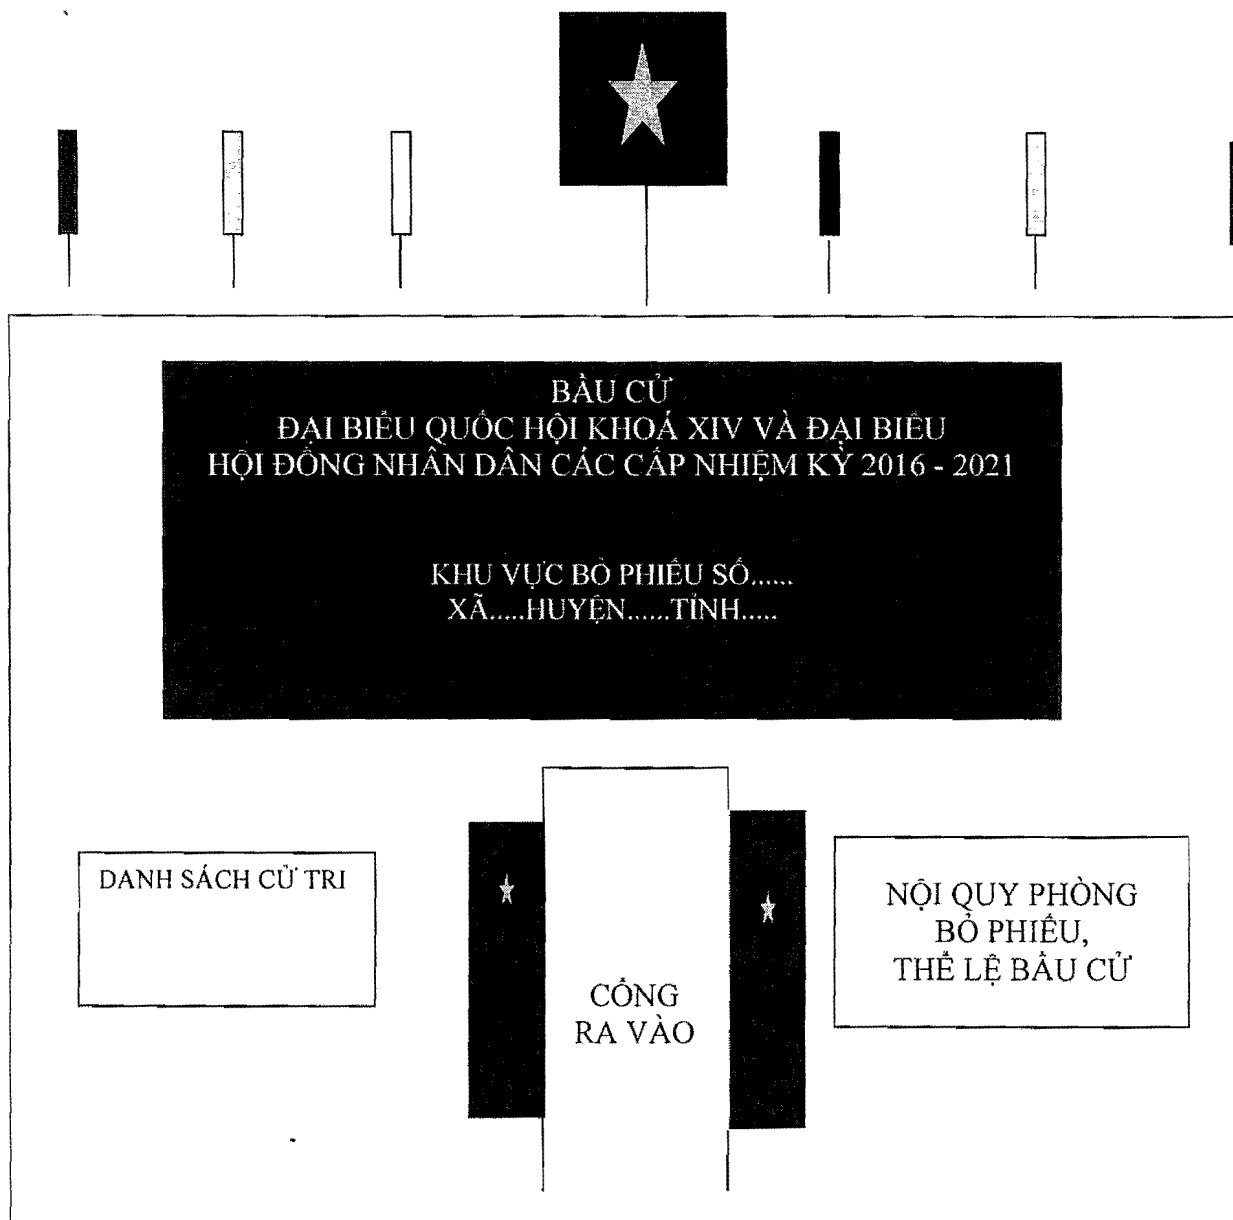 BẦU CỬ
ĐẠI BIỂU QUỐC HỘI KHOÁ XIV VÀ ĐẠI BIỂU
HỘI ĐỒNG NHÂN DÂN CÁC CẤP NHIỆM KỲ 2016 - 2021
KHU VỰC BỎ PHIẾU SỐ......
XÃ.....HUYỆN......TỈNH.....
DANH SÁCH CỬ TRI
CỔNG
RA VÀO
NỘI QUY PHÒNG
BỎ PHIẾU,
THỂ LỆ BẦU CỬ